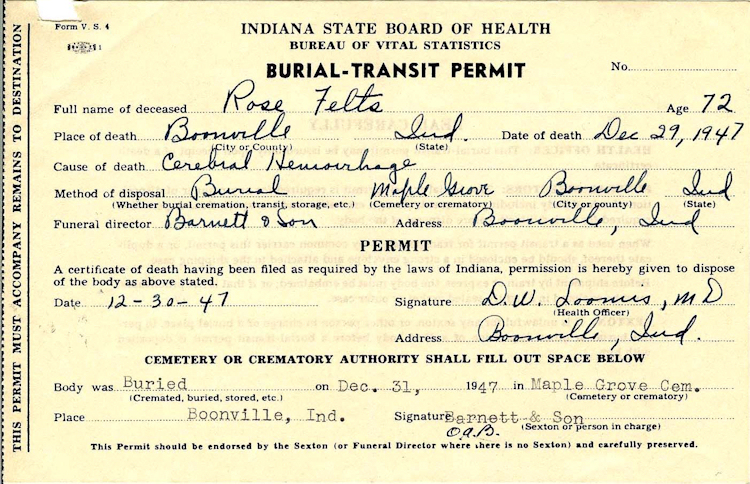 Form V. S. 4
INDIANA STATE BOARD OF HEALTH
BUREAU OF VITAL STATISTICS
BURIAL-TRANSIT PERMIT No.
Full name of deceased Rose Felts Age 72
Place of death Boonville Ind. Date of death Dec 29, 1947
(City or County) (State)
Cause of death Cerebral Hemorrhage
Method of disposal Burial Maple Grove Boonville Ind
(Whether burial cremation, transit, storage, etc.) (Cemetery or crematory) (City or county) (State)
Funeral director Barnett & Son Address Boonville, Ind
PERMIT
A certificate of death having been filed as required by the laws of Indiana, permission is hereby given to dispose
of the body as above stated.
Date 12-30-47 Signature D.W. Loomis, MD
(Health Officer)
Address Boonville, Ind.
CEMETERY OR CREMATORY AUTHORITY SHALL FILL OUT SPACE BELOW
Body was Buried on Dec. 31, 1947 in Maple Grove Cem.
(Cremated, buried, stored, etc.) (Cemetery or crematory)
Place Boonville, Ind. Signature Barnett & Son
O.a.B. (Sexton or person in charge)
This Permit should be endorsed by the Sexton (or Funeral Director where there is no Sexton) and carefully preserved.
THIS PERMIT MUST ACCOMPANY REMAINS TO DESTINATION